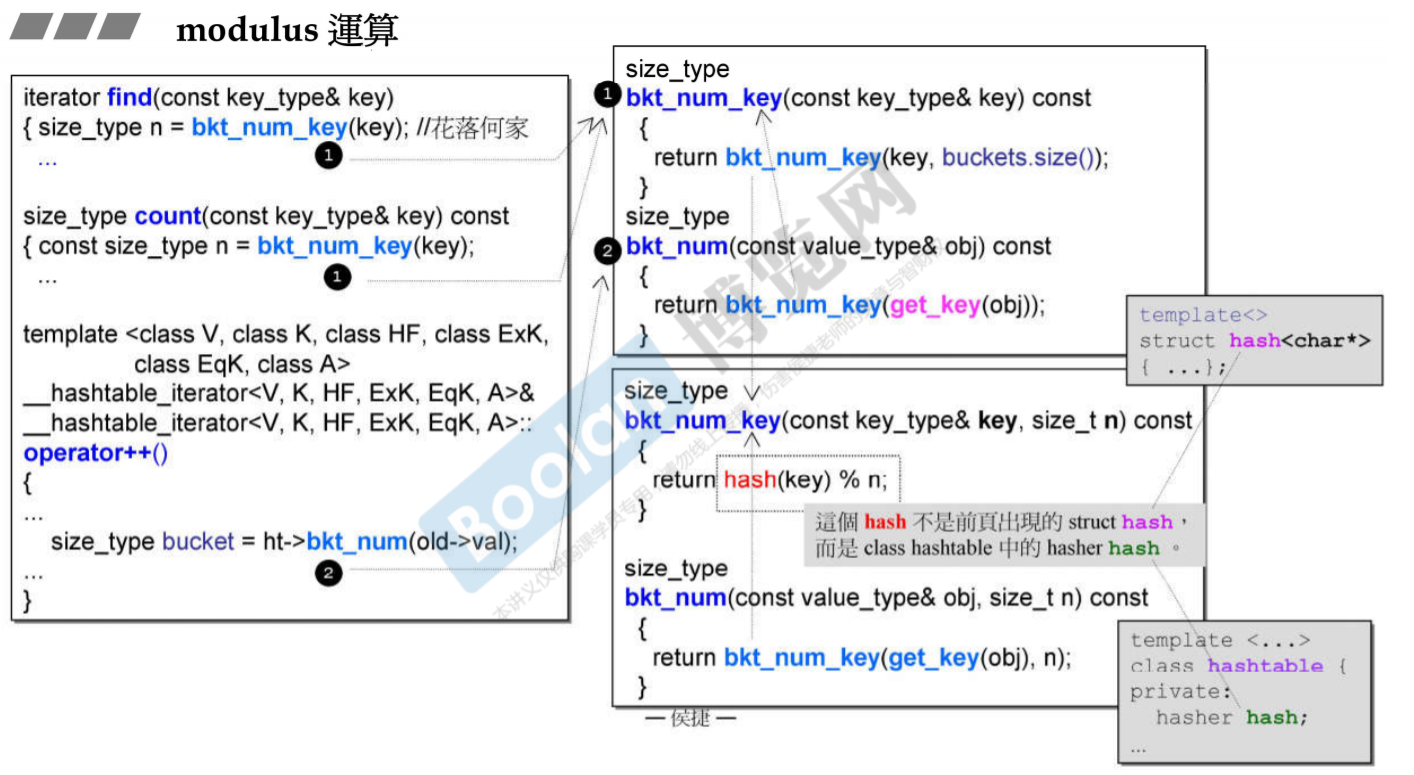 modulus 運算
iterator find(const key_type& key)
{ size_type n = bkt_num_key(key); //花落何家
1
...
size_type count(const key_type& key) const
{ const size_type n = bkt_num_key(key);
1
...
template <class V, class K, class HF, class ExK,
class EqK, class A>
__hashtable_iterator<V, K, HF, ExK, EqK, A>&
__hashtable_iterator<V, K, HF, ExK, EqK, A>::
operator++()
{
...
size_type bucket = ht->bkt_num(old->val);
...
2
}
size_type
1
bkt_num_key(const key_type& key) const
{
return bkt_num_key(key, buckets.size());
}
size_type
2
bkt_num(const value_type& obj) const
{
return bkt_num_key(get_key(obj));
}
size_type
bkt_num_key(const key_type& key, size_t n) const
{
return hash(key) % n;
}
size_type
bkt_num(const value_type& obj, size_t n) const
{
return bkt_num_key(get_key(obj), n);
}
template<>
struct hash<char*>
{ ...};
這個 hash 不是前頁出現的 struct hash，
而是 class hashtable 中的 hasher hash 。
template <...>
class hashtable {
private:
hasher hash;
...
— 侯捷 —
Boolan 博览网